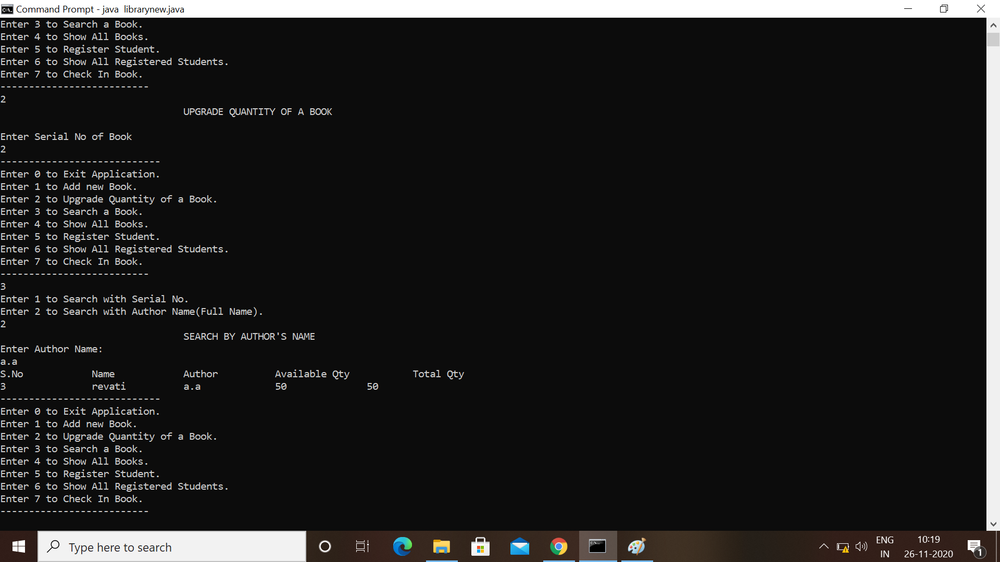 Command Prompt - java  librarynew.java
Enter 3 to Search a Book.
Enter 4 to Show All Books.
Enter 5 to Register Student.
Enter 6 to Show All Registered Students.
Enter 7 to Check In Book.
--------------------------
2
UPGRADE QUANTITY OF A BOOK
Enter Serial No of Book
2
----------------------------
Enter 0 to Exit Application.
Enter 1 to Add new Book.
Enter 2 to Upgrade Quantity of a Book.
Enter 3 to Search a Book.
Enter 4 to Show All Books.
Enter 5 to Register Student.
Enter 6 to Show All Registered Students.
Enter 7 to Check In Book.
--------------------------
3
Enter 1 to Search with Serial No.
Enter 2 to Search with Author Name(Full Name).
2
SEARCH BY AUTHOR'S NAME
Enter Author Name:
a.a
S.No Name Author Available Qty Total Qty
3 revati a.a 50 50
----------------------------
Enter 0 to Exit Application.
Enter 1 to Add new Book.
Enter 2 to Upgrade Quantity of a Book.
Enter 3 to Search a Book.
Enter 4 to Show All Books.
Enter 5 to Register Student.
Enter 6 to Show All Registered Students.
Enter 7 to Check In Book.
--------------------------
Type here to search
ENG 10:19
IN 26-11-2020 1